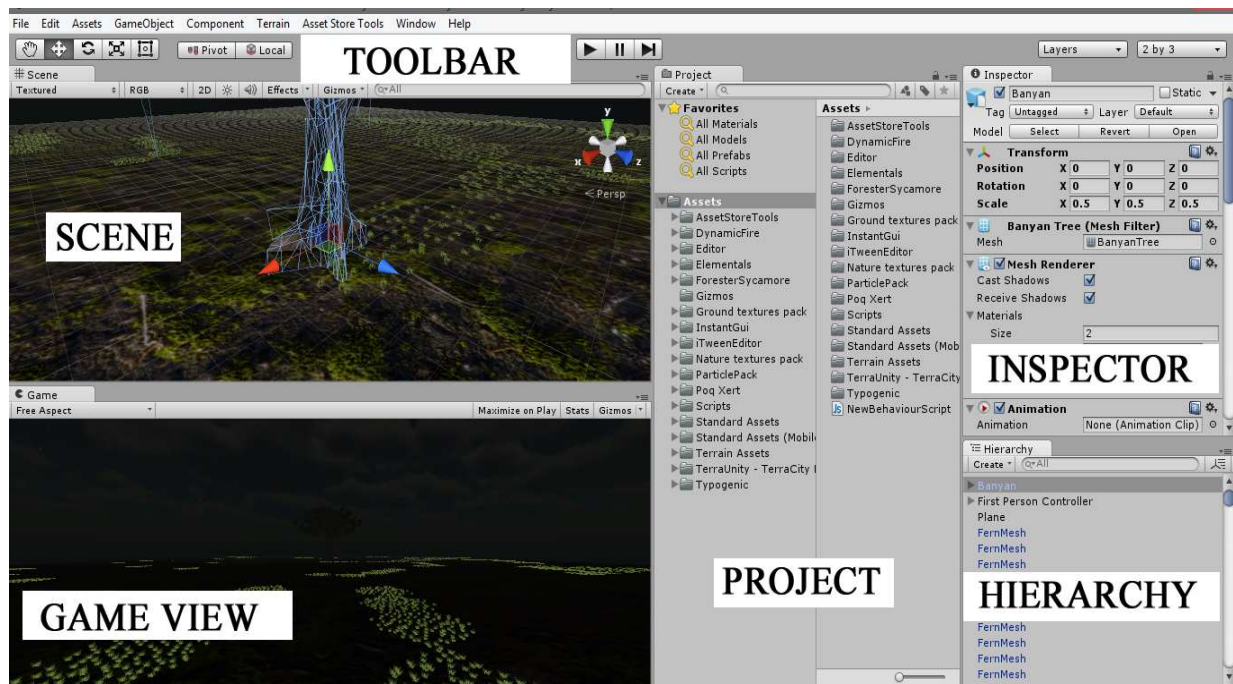 File Edit Assets GameObject Component Terrain Asset Store Tools Window Help
Pivot Local
TOOLBAR
Layers 2 by 3
Scene
Textured RGB 2D Effects Gizmos All
y
x z
Persp
SCENE
Game
Free Aspect Maximize on Play Stats Gizmos
GAME VIEW
Project
Create
Favorites
All Materials
All Models
All Prefabs
All Scripts
Assets
AssetStoreTools
DynamicFire
Editor
Elementals
ForesterSycamore
Gizmos
Ground textures pack
InstantGui
iTweenEditor
Nature textures pack
ParticlePack
Poq Xert
Scripts
Standard Assets
Standard Assets (Mobil
Terrain Assets
TerraUnity - TerraCity
Typogenic
Assets
AssetStoreTools
DynamicFire
Editor
Elementals
ForesterSycamore
Gizmos
Ground textures pack
InstantGui
iTweenEditor
Nature textures pack
ParticlePack
Poq Xert
Scripts
Standard Assets
Standard Assets (Mob
Terrain Assets
TerraUnity - TerraCity
Typogenic
JS NewBehaviourScript
PROJECT
Inspector
Banyan Static
Tag Untagged Layer Default
Model Select Revert Open
Transform
Position X 0 Y 0 Z 0
Rotation X 0 Y 0 Z 0
Scale X 0.5 Y 0.5 Z 0.5
Banyan Tree (Mesh Filter)
Mesh BanyanTree
Mesh Renderer
Cast Shadows
Receive Shadows
Materials
Size 2
INSPECTOR
Animation
Animation None (Animation Clip)
Hierarchy
Create All
Banyan
First Person Controller
Plane
FernMesh
FernMesh
FernMesh
HIERARCHY
FernMesh
FernMesh
FernMesh
FernMesh